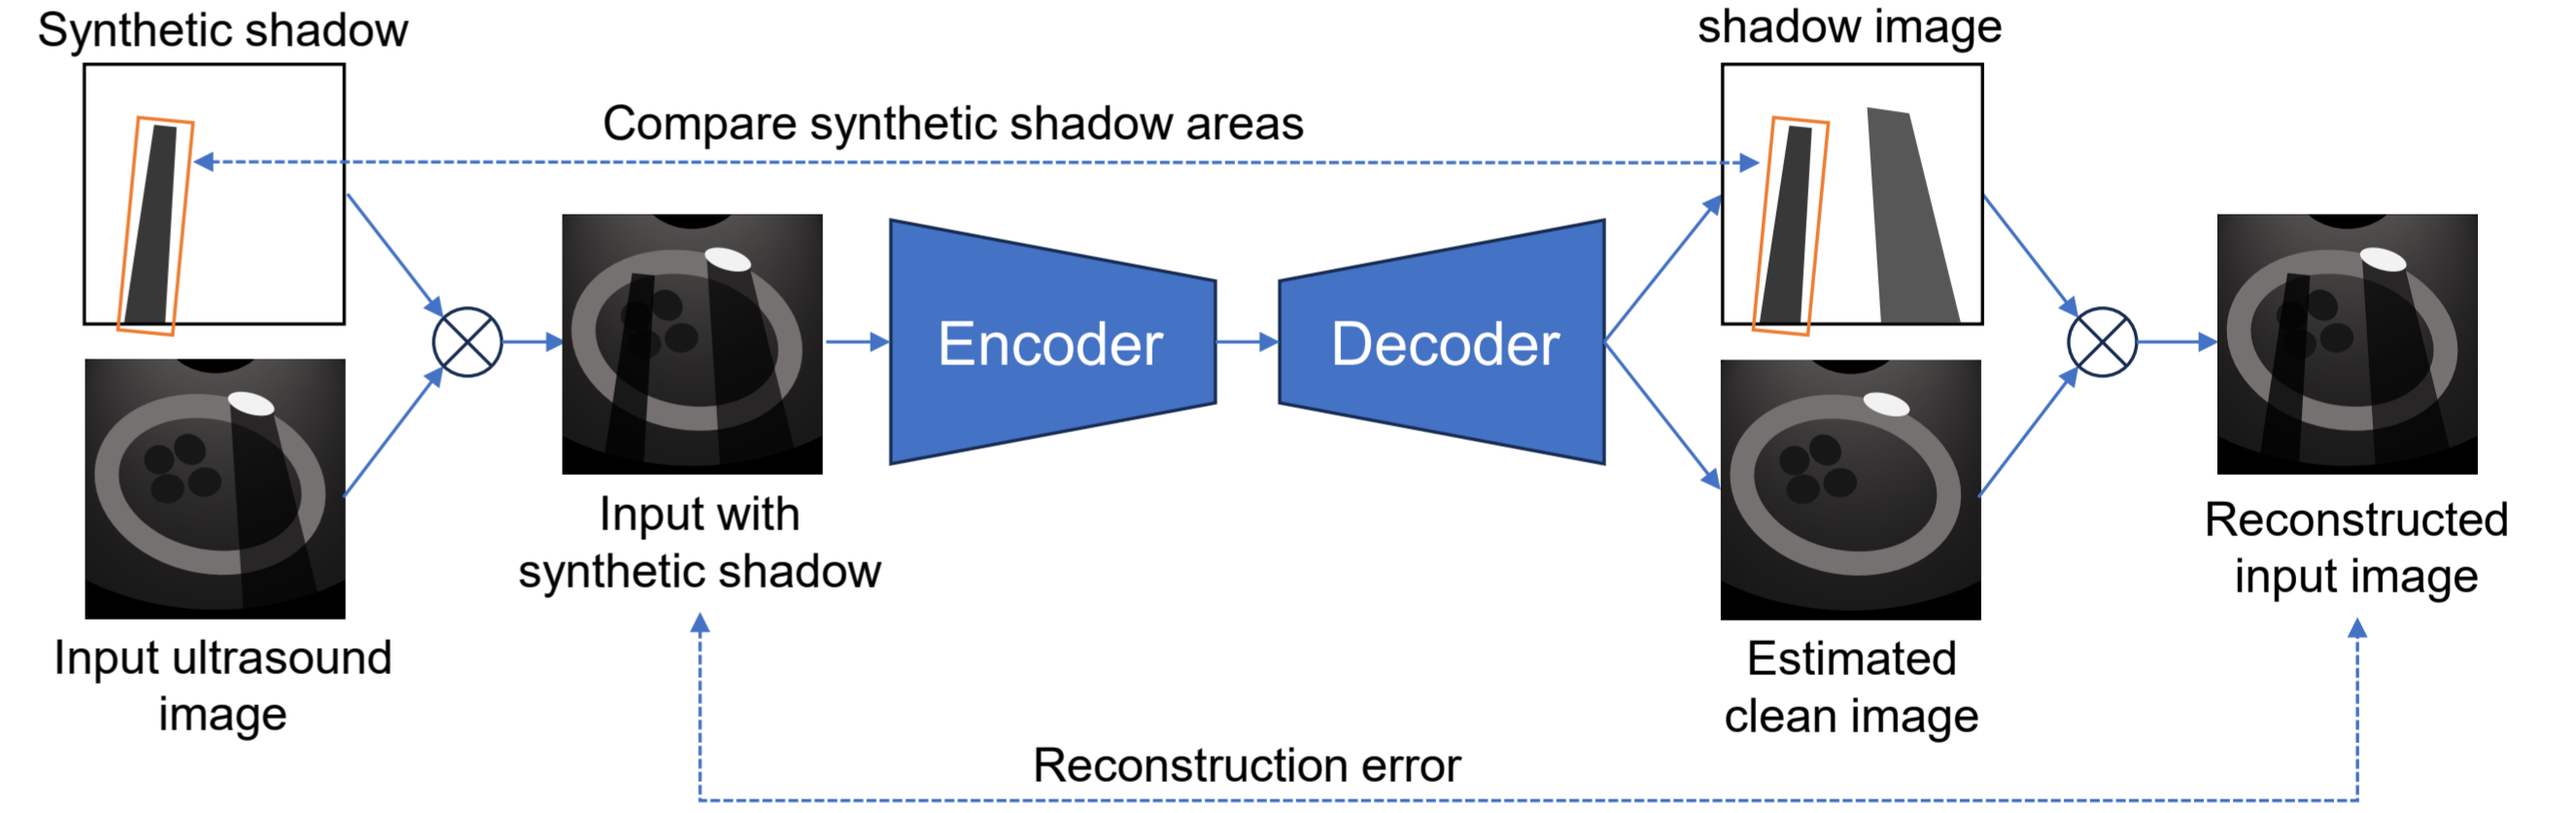 Synthetic shadow
shadow image
Compare synthetic shadow areas
Encoder
Decoder
Input with
synthetic shadow
Reconstructed
input image
Input ultrasound
image
Estimated
clean image
Reconstruction error